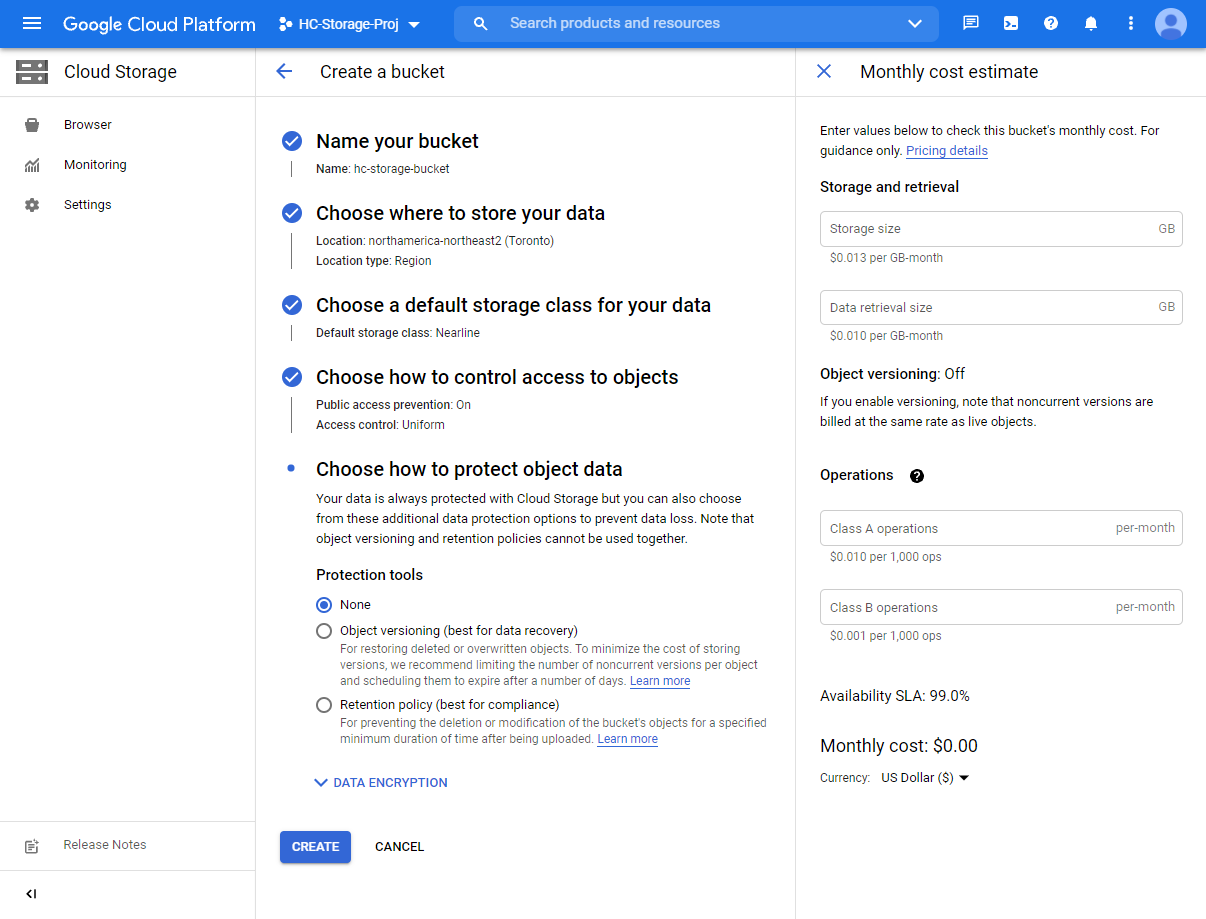 Google Cloud Platform
HC-Storage-Proj
Search products and resources
Cloud Storage
Browser
Monitoring
Settings
Release Notes
Create a bucket
Name your bucket
Name: hc-storage-bucket
Choose where to store your data
Location: northamerica-northeast2 (Toronto)
Location type: Region
Choose a default storage class for your data
Default storage class: Nearline
Choose how to control access to objects
Public access prevention: On
Access control: Uniform
Choose how to protect object data
Your data is always protected with Cloud Storage but you can also choose
from these additional data protection options to prevent data loss. Note that
object versioning and retention policies cannot be used together.
Protection tools
None
Object versioning (best for data recovery)
For restoring deleted or overwritten objects. To minimize the cost of storing
versions, we recommend limiting the number of noncurrent versions per object
and scheduling them to expire after a number of days. Learn more
Retention policy (best for compliance)
For preventing the deletion or modification of the bucket's objects for a specified
minimum duration of time after being uploaded. Learn more
DATA ENCRYPTION
CREATE
CANCEL
Monthly cost estimate
Enter values below to check this bucket's monthly cost. For
guidance only. Pricing details
Storage and retrieval
Storage size GB
$0.013 per GB-month
Data retrieval size GB
$0.010 per GB-month
Object versioning: Off
If you enable versioning, note that noncurrent versions are
billed at the same rate as live objects.
Operations
Class A operations per-month
$0.010 per 1,000 ops
Class B operations per-month
$0.001 per 1,000 ops
Availability SLA: 99.0%
Monthly cost: $0.00
Currency: US Dollar ($)